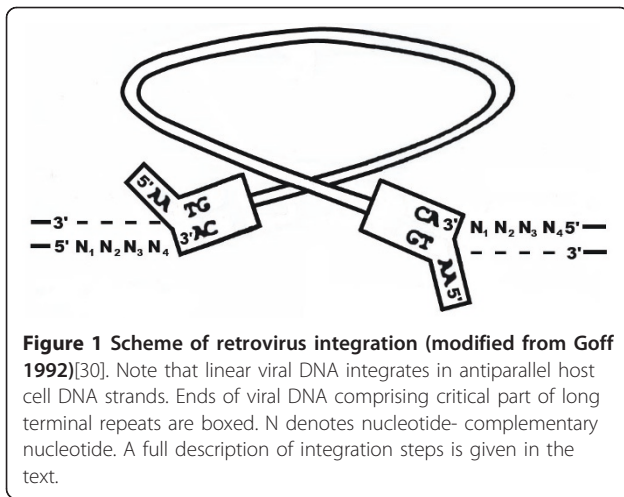 5' AA TG
CA 3'
3' - - - - 3' AC
N₁ N₂ N₃ N₄ 5'
GT
5' N₁ N₂ N₃ N₄
AA 5'
- - - - 3'
Figure 1 Scheme of retrovirus integration (modified from Goff
1992)[30]. Note that linear viral DNA integrates in antiparallel host
cell DNA strands. Ends of viral DNA comprising critical part of long
terminal repeats are boxed. N denotes nucleotide- complementary
nucleotide. A full description of integration steps is given in the
text.